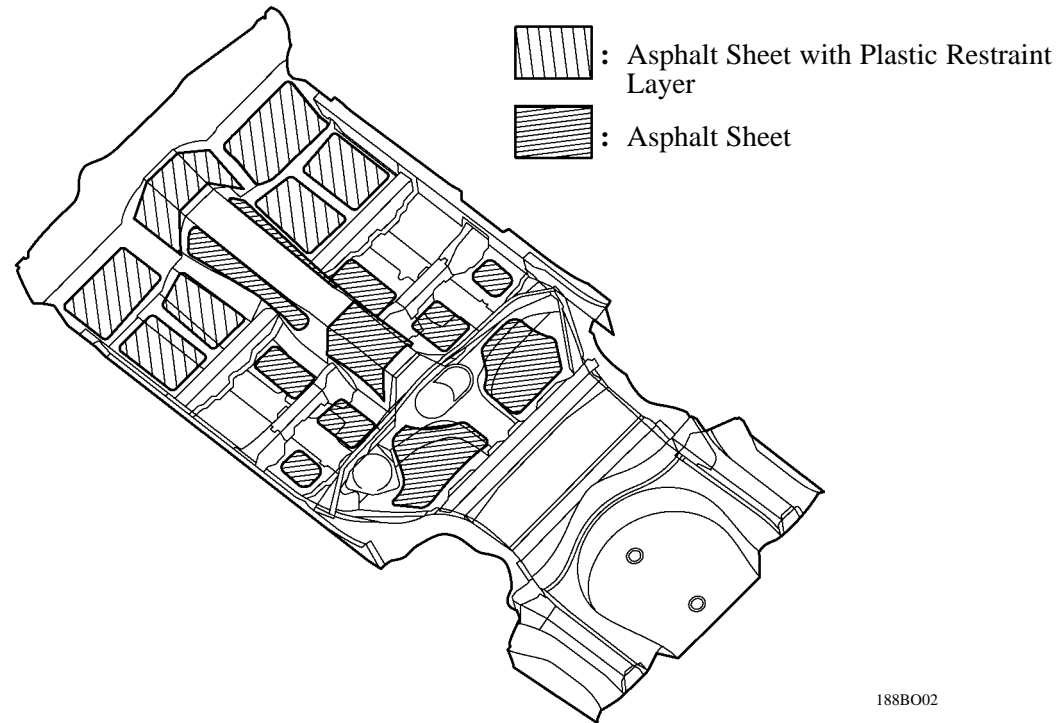 : Asphalt Sheet with Plastic Restraint
Layer
: Asphalt Sheet
188BO02